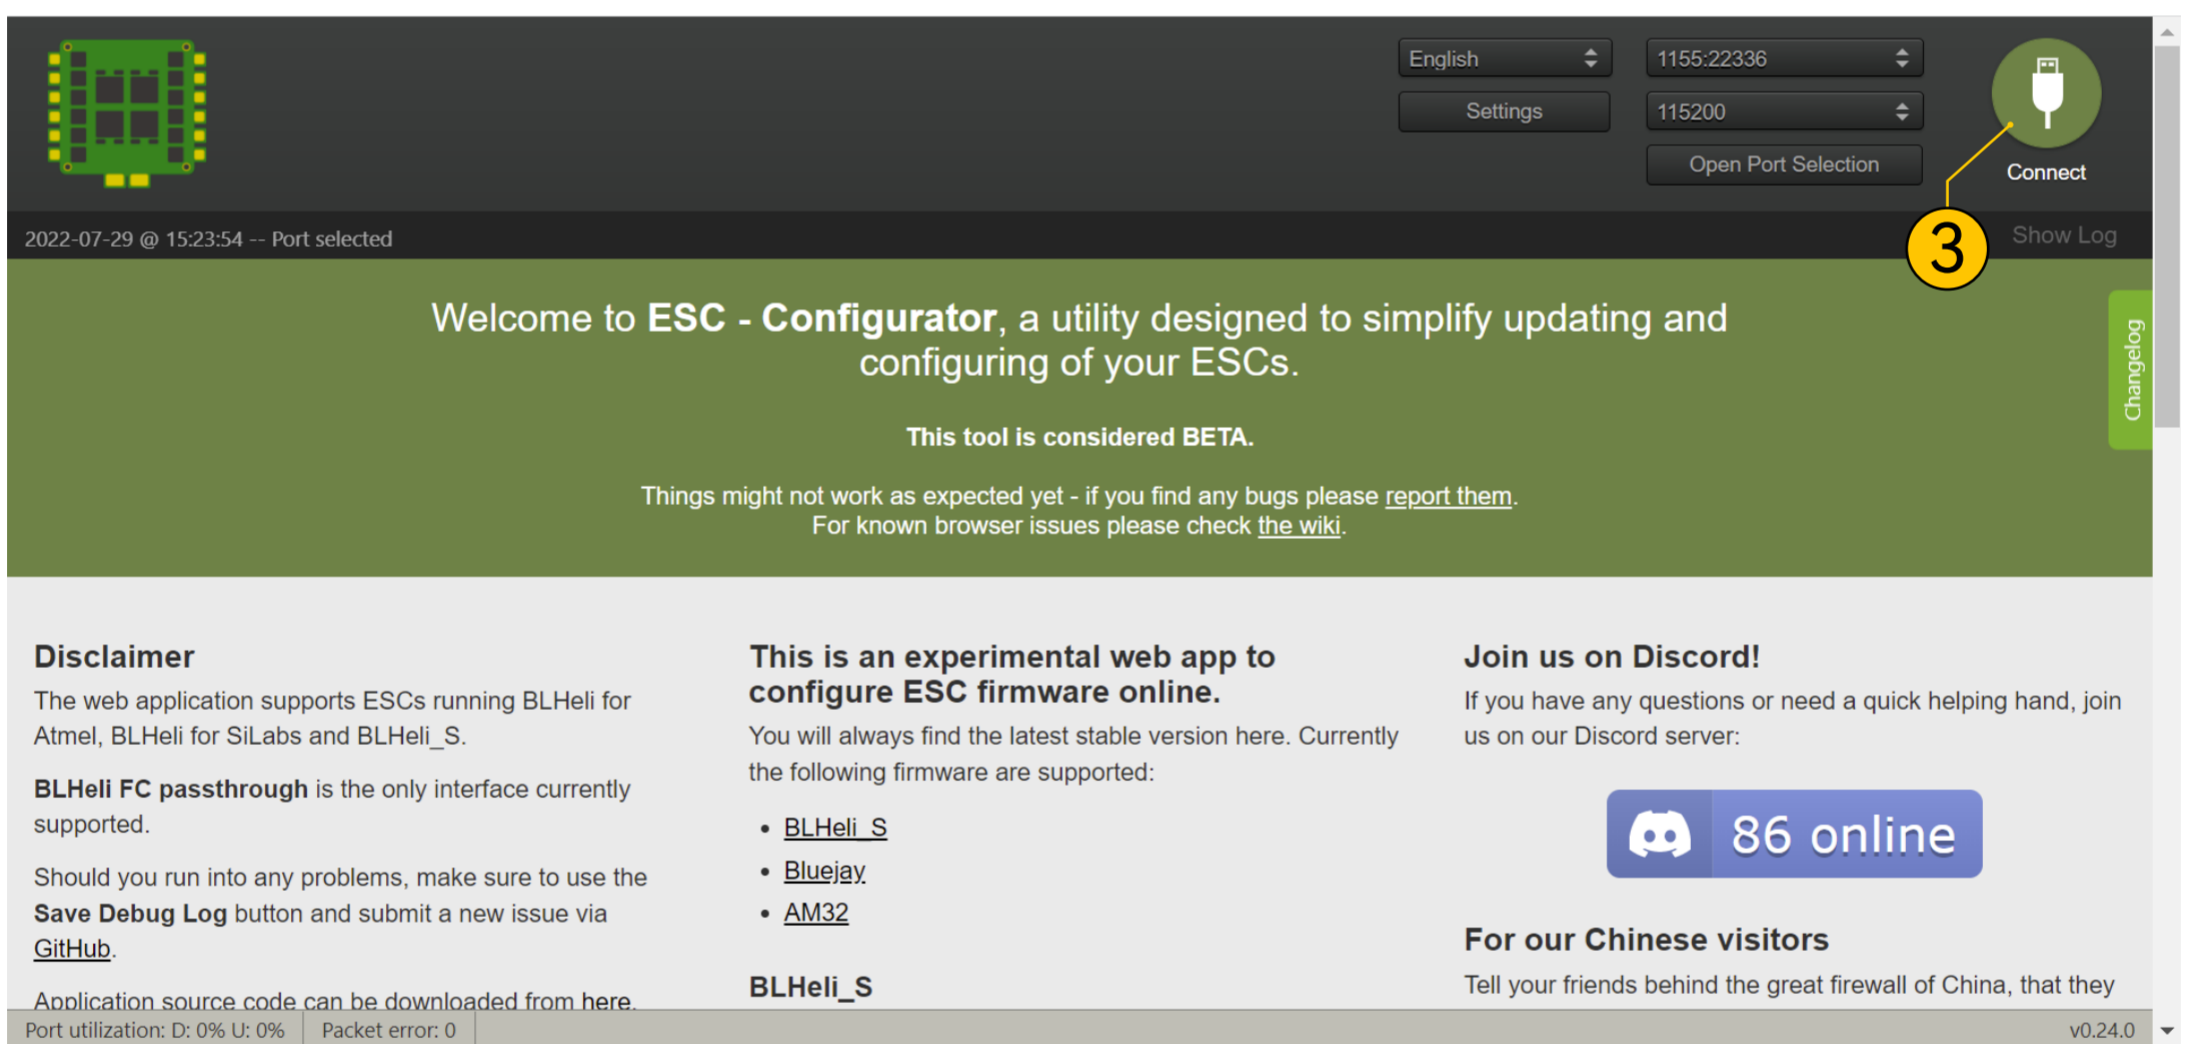 English
1155:22336
Settings
115200
Open Port Selection
Connect
2022-07-29 @ 15:23:54 -- Port selected
3
Show Log
Welcome to ESC - Configurator, a utility designed to simplify updating and
configuring of your ESCs.
Changelog
This tool is considered BETA.
Things might not work as expected yet - if you find any bugs please report them.
For known browser issues please check the wiki.
Disclaimer
The web application supports ESCs running BLHeli for
Atmel, BLHeli for SiLabs and BLHeli_S.
BLHeli FC passthrough is the only interface currently
supported.
Should you run into any problems, make sure to use the
Save Debug Log button and submit a new issue via
GitHub.
Application source code can be downloaded from here.
This is an experimental web app to
configure ESC firmware online.
You will always find the latest stable version here. Currently
the following firmware are supported:
• BLHeli_S
• Bluejay
• AM32
BLHeli_S
Join us on Discord!
If you have any questions or need a quick helping hand, join
us on our Discord server:
86 online
For our Chinese visitors
Tell your friends behind the great firewall of China, that they
Port utilization: D: 0% U: 0%
Packet error: 0
v0.24.0